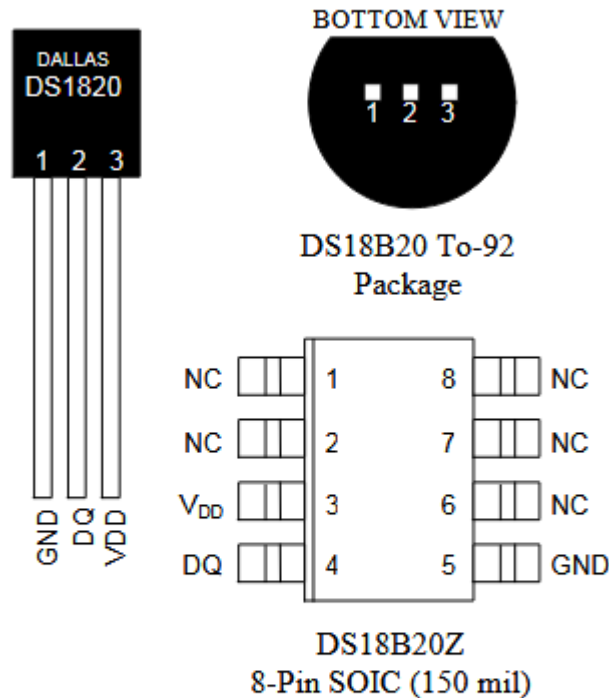 DALLAS
DS1820
1 2 3
GND
DQ
VDD
BOTTOM VIEW
1 2 3
DS18B20 To-92
Package
NC 1 8 NC
NC 2 7 NC
VDD 3 6 NC
DQ 4 5 GND
DS18B20Z
8-Pin SOIC (150 mil)